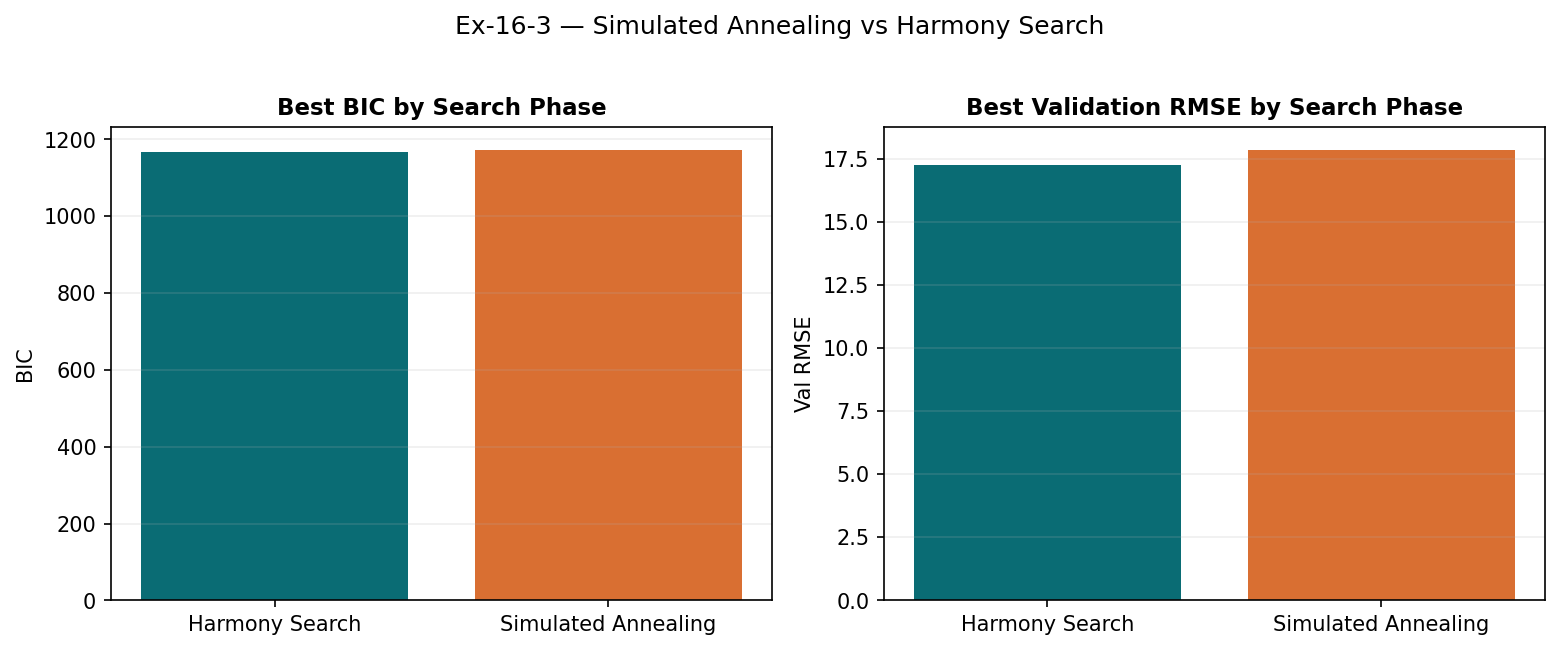 Ex-16-3 — Simulated Annealing vs Harmony Search
Best BIC by Search Phase
BIC
1200
1000
800
600
400
200
0
Harmony Search
Simulated Annealing
Best Validation RMSE by Search Phase
Val RMSE
17.5
15.0
12.5
10.0
7.5
5.0
2.5
0.0
Harmony Search
Simulated Annealing